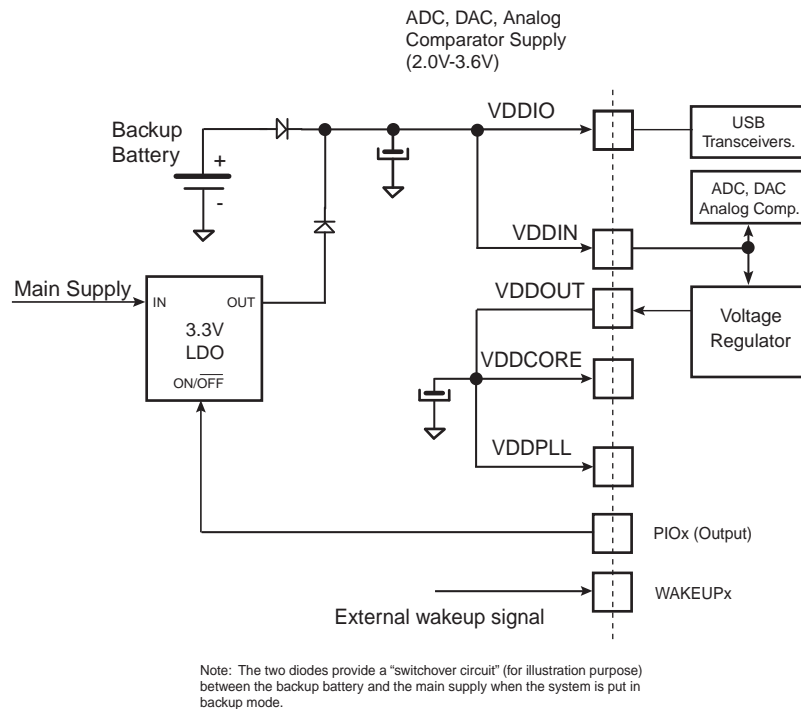 ADC, DAC, Analog
Comparator Supply
(2.0V-3.6V)
VDDIO
USB
Transceivers.
Backup
Battery
+
-
ADC, DAC
Analog Comp.
VDDIN
Main Supply
IN
OUT
3.3V
LDO
ON/OFF
VDDOUT
Voltage
Regulator
VDDCORE
VDDPLL
PIOx (Output)
WAKEUPx
External wakeup signal
Note: The two diodes provide a “switchover circuit” (for illustration purpose)
between the backup battery and the main supply when the system is put in
backup mode.